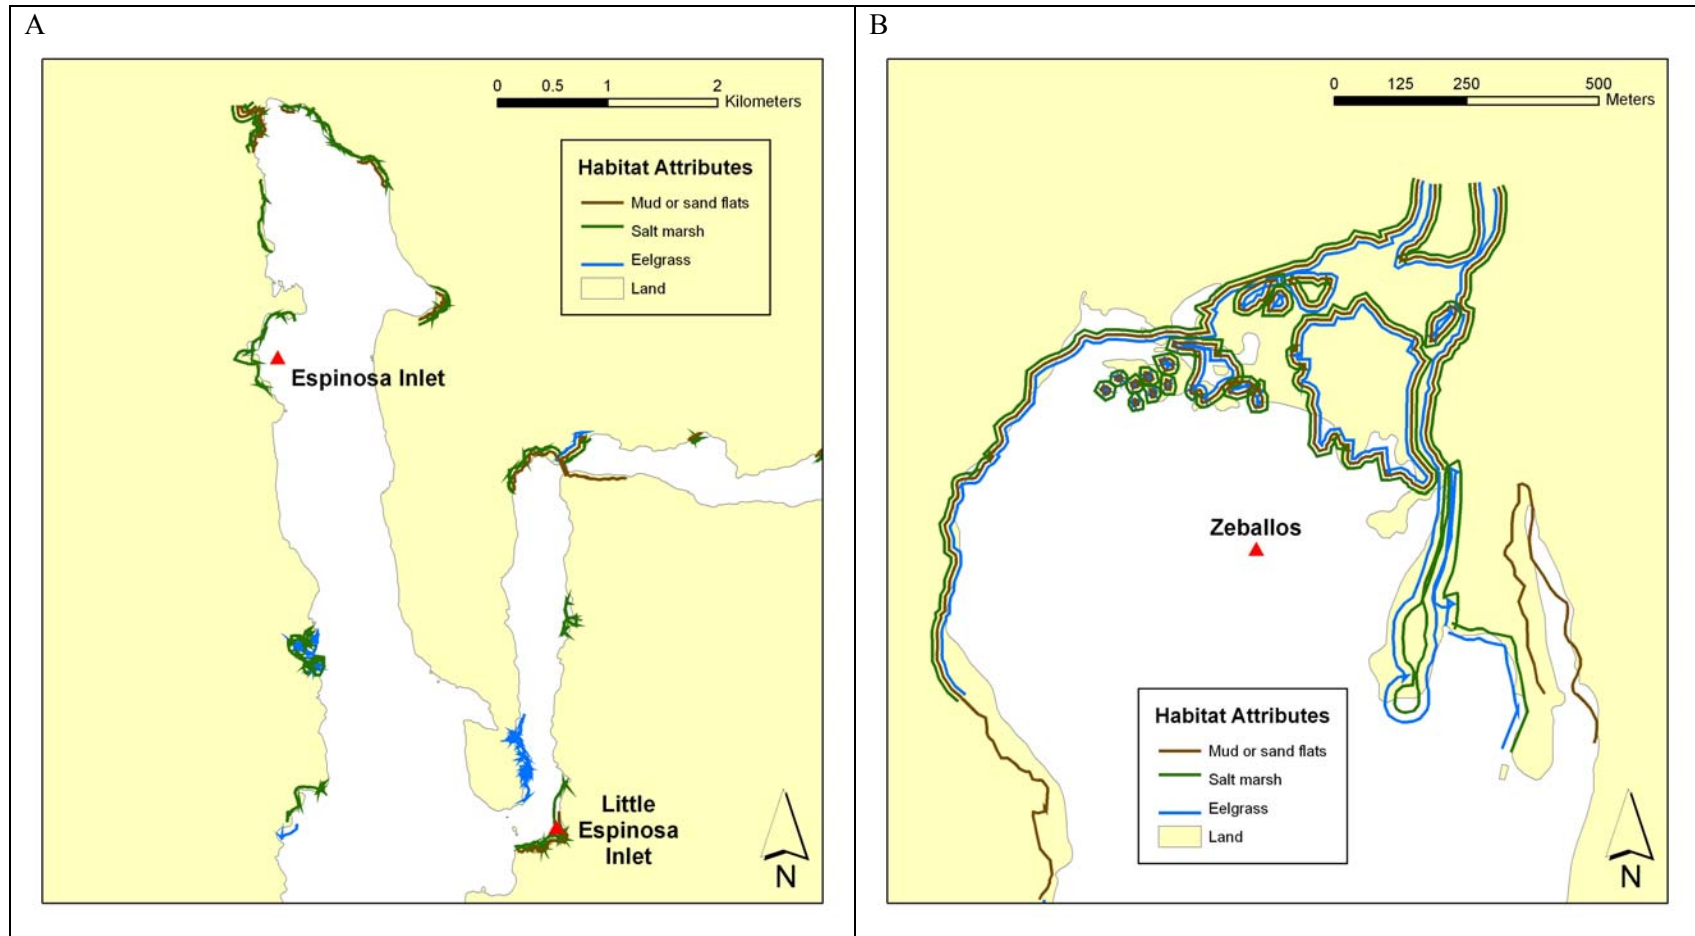 A
0 0.5 1 2
Kilometers
Habitat Attributes
Mud or sand flats
Salt marsh
Eelgrass
Land
Espinosa Inlet
Little
Espinosa
Inlet
N
B
0 125 250 500
Meters
Zeballos
Habitat Attributes
Mud or sand flats
Salt marsh
Eelgrass
Land
N